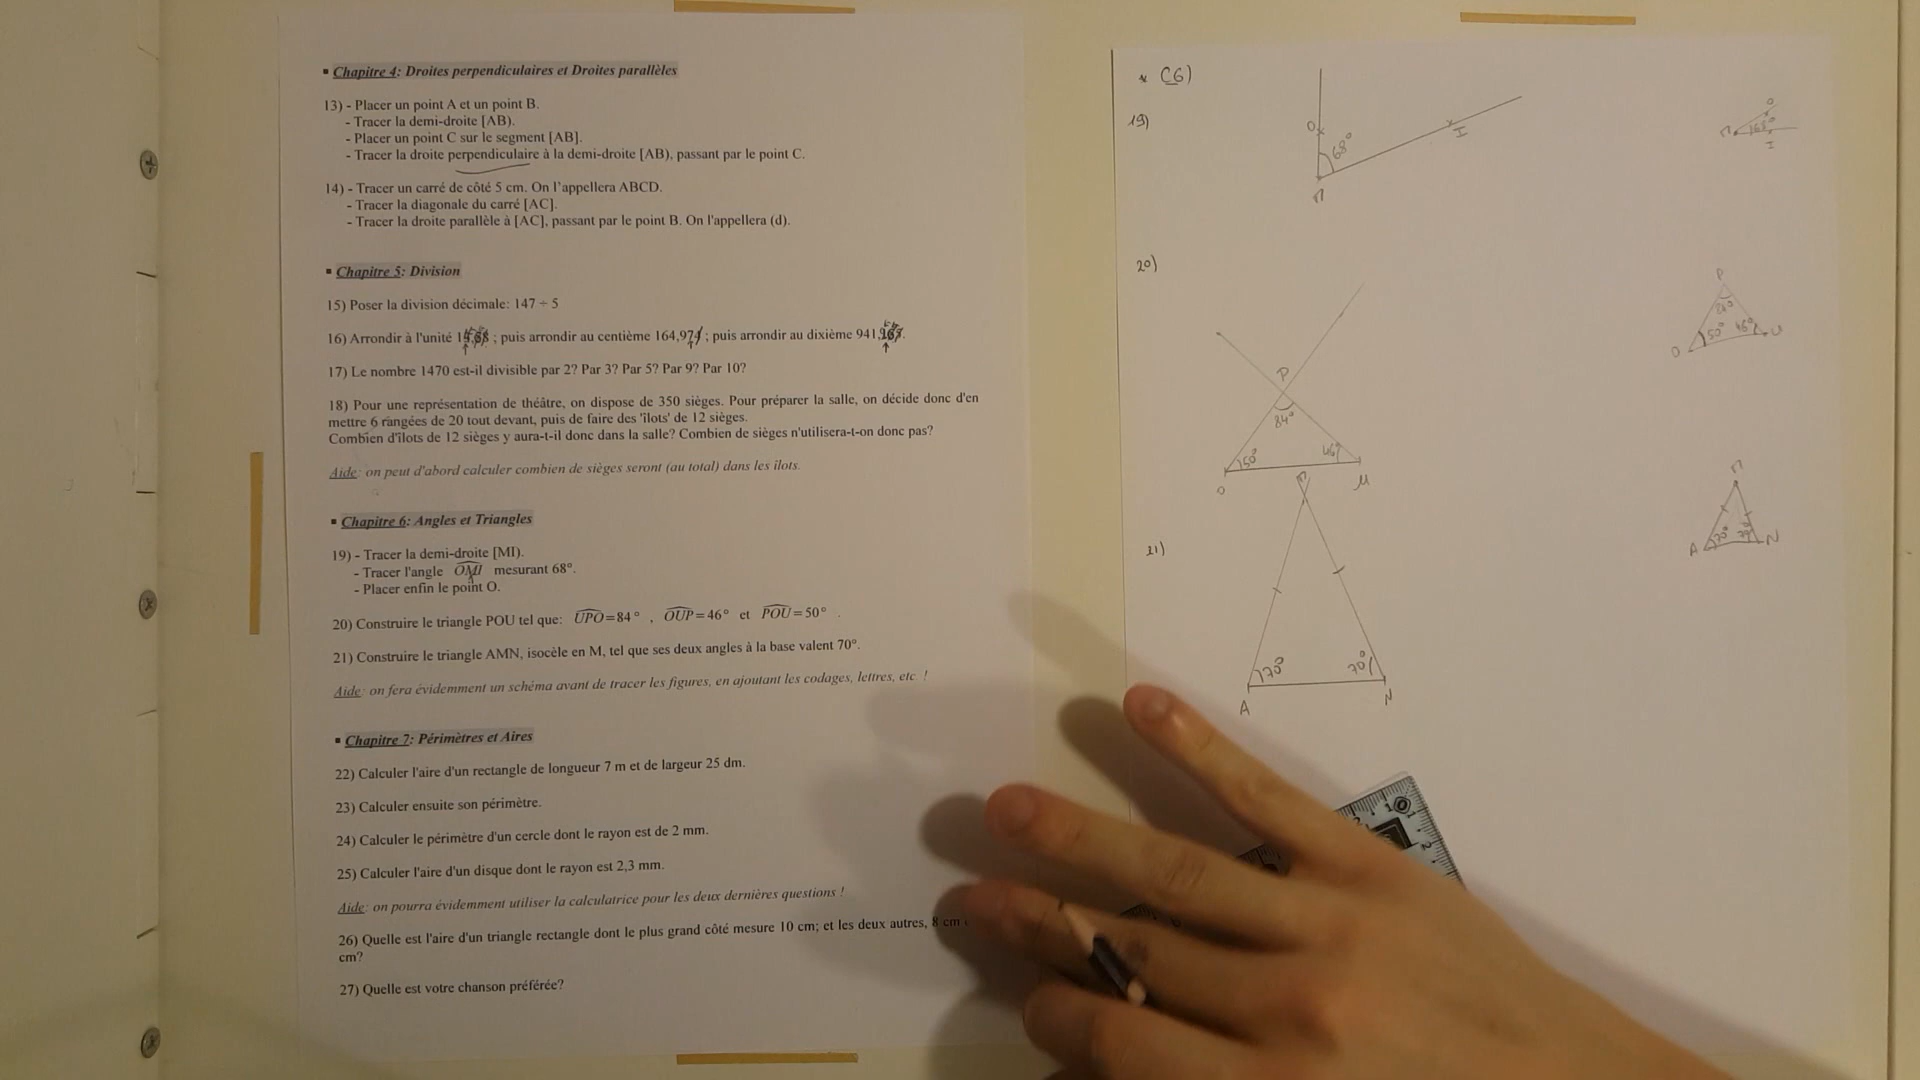 ▪ Chapitre 4: Droites perpendiculaires et Droites parallèles
13) - Placer un point A et un point B.
- Tracer la demi-droite [AB).
- Placer un point C sur le segment [AB].
- Tracer la droite perpendiculaire à la demi-droite [AB), passant par le point C.
14) - Tracer un carré de côté 5 cm. On l'appellera ABCD.
- Tracer la diagonale du carré [AC].
- Tracer la droite parallèle à [AC], passant par le point B. On l'appellera (d).
▪ Chapitre 5: Division
15) Poser la division décimale: 147 ÷ 5
16) Arrondir à l'unité ; puis arrondir au centième 164,974 ; puis arrondir au dixième
17) Le nombre 1470 est-il divisible par 2? Par 3? Par 5? Par 9? Par 10?
18) Pour une représentation de théâtre, on dispose de 350 sièges. Pour préparer la salle, on décide donc d'en
mettre 6 rangées de 20 tout devant, puis de faire des 'îlots' de 12 sièges.
Combien d'îlots de 12 sièges y aura-t-il donc dans la salle? Combien de sièges n'utilisera-t-on donc pas?
Aide: on peut d'abord calculer combien de sièges seront (au total) dans les îlots.
▪ Chapitre 6: Angles et Triangles
19) - Tracer la demi-droite [MI).
- Tracer l'angle OMI mesurant 68°.
- Placer enfin le point O.
20) Construire le triangle POU tel que: UPO=84° , OUP=46° et POU=50° .
21) Construire le triangle AMN, isocèle en M, tel que ses deux angles à la base valent 70°.
Aide: on fera évidemment un schéma avant de tracer les figures, en ajoutant les codages, lettres, etc !
▪ Chapitre 7: Périmètres et Aires
22) Calculer l'aire d'un rectangle de longueur 7 m et de largeur 25 dm.
23) Calculer ensuite son périmètre.
24) Calculer le périmètre d'un cercle dont le rayon est de 2 mm.
25) Calculer l'aire d'un disque dont le rayon est 2,3 mm.
Aide: on pourra évidemment utiliser la calculatrice pour les deux dernières questions !
26) Quelle est l'aire d'un triangle rectangle dont le plus grand côté mesure 10 cm; et les deux autres, 8 cm
cm?
27) Quelle est votre chanson préférée?
* C6)
19)
O
68°
I
M
O
M 68°
I
20)
P
84°
50° 46°
O U
P
84°
50° 46°
O U
21)
M
70° 70°
A N
M
70° 70°
A N